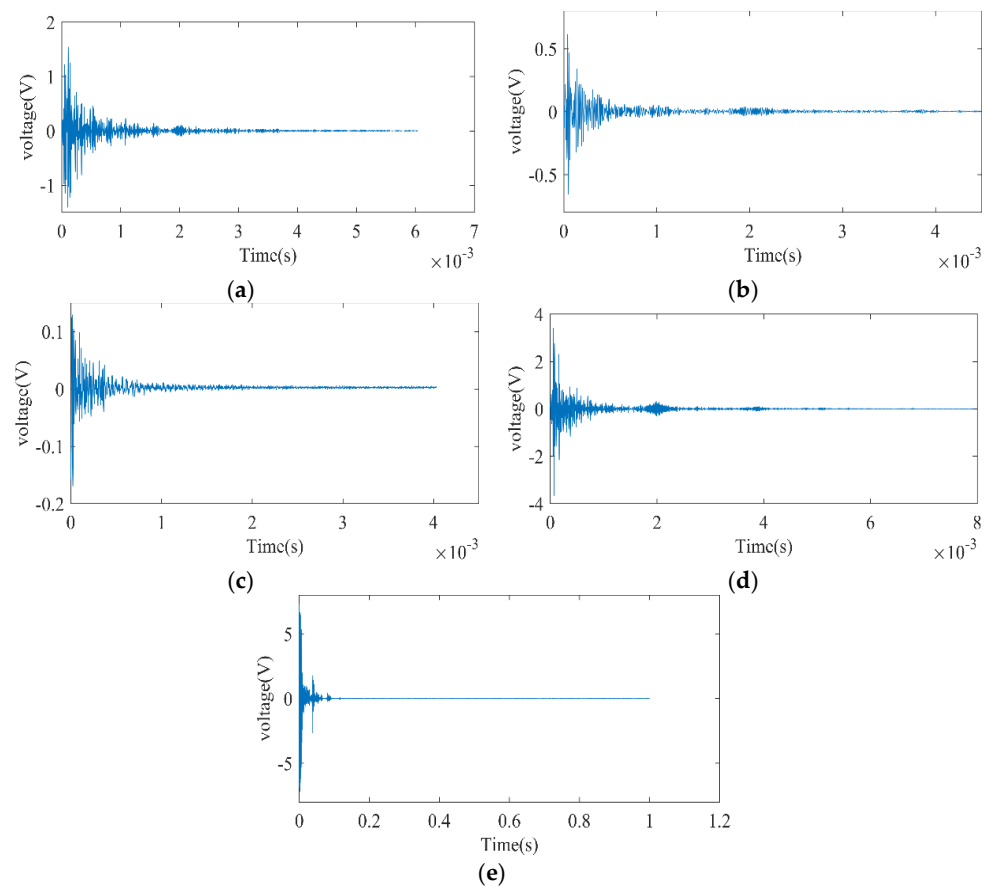 2
1
0
-1
voltage(V)
0 1 2 3 4 5 6 7
Time(s)
×10-3
(a)
0.5
0
-0.5
voltage(V)
0 1 2 3 4
Time(s)
×10-3
(b)
0.1
0
-0.1
-0.2
voltage(V)
0 1 2 3 4
Time(s)
×10-3
(c)
4
2
0
-2
-4
voltage(V)
0 2 4 6 8
Time(s)
×10-3
(d)
5
0
-5
voltage(V)
0 0.2 0.4 0.6 0.8 1 1.2
Time(s)
(e)